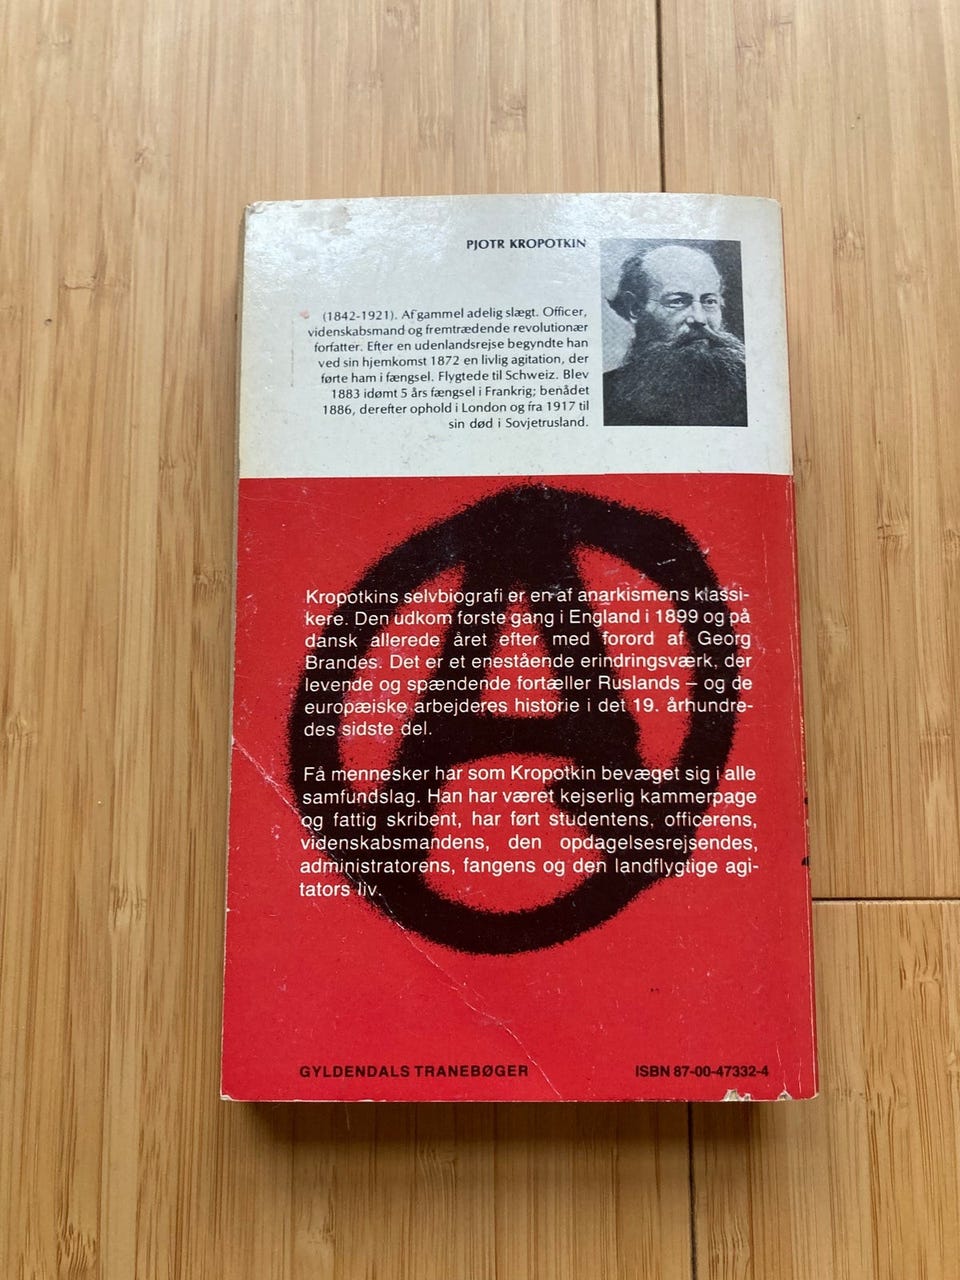 PJOTR KROPOTKIN
(1842-1921). Af gammel adelig slægt. Officer,
videnskabsmand og fremtrædende revolutionær
forfatter. Efter en udenlandsrejse begyndte han
ved sin hjemkomst 1872 en livlig agitation, der
førte ham i fængsel. Flygtede til Schweiz. Blev
1883 idømt 5 års fængsel i Frankrig; benådet
1886, derefter ophold i London og fra 1917 til
sin død i Sovjetrusland.
Kropotkins selvbiografi er en af anarkismens klassi-
kere. Den udkom første gang i England i 1899 og på
dansk allerede året efter med forord af Georg
Brandes. Det er et enestående erindringsværk, der
levende og spændende fortæller Ruslands – og de
europæiske arbejderes historie i det 19. århundre-
des sidste del.
Få mennesker har som Kropotkin bevæget sig i alle
samfundslag. Han har været kejserlig kammerpage
og fattig skribent, har ført studentens, officerens,
videnskabsmandens, den opdagelsesrejsendes,
administratorens, fangens og den landflygtige agi-
tators liv.
GYLDENDALS TRANEBØGER
ISBN 87-00-47332-4